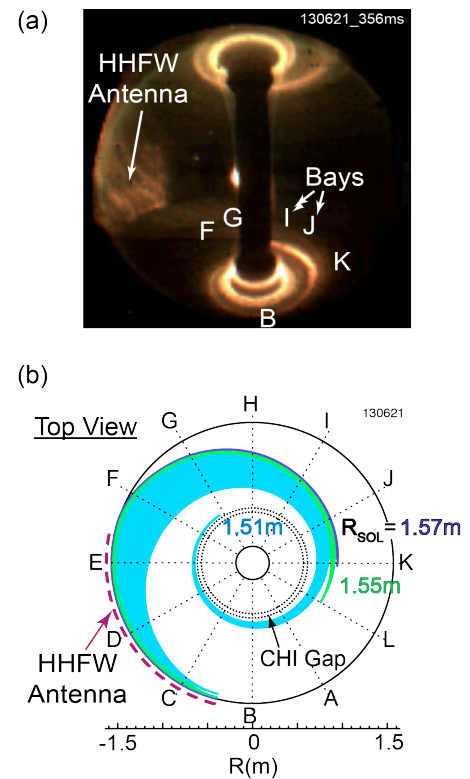 (a)
130621_356ms
HHFW
Antenna
Bays
F
G
I
J
K
B
(b)
Top View
130621
H
G
I
F
J
1.51m
R_SOL = 1.57m
E
K
1.55m
D
L
HHFW
Antenna
CHI Gap
C
A
B
-1.5
0
1.5
R(m)